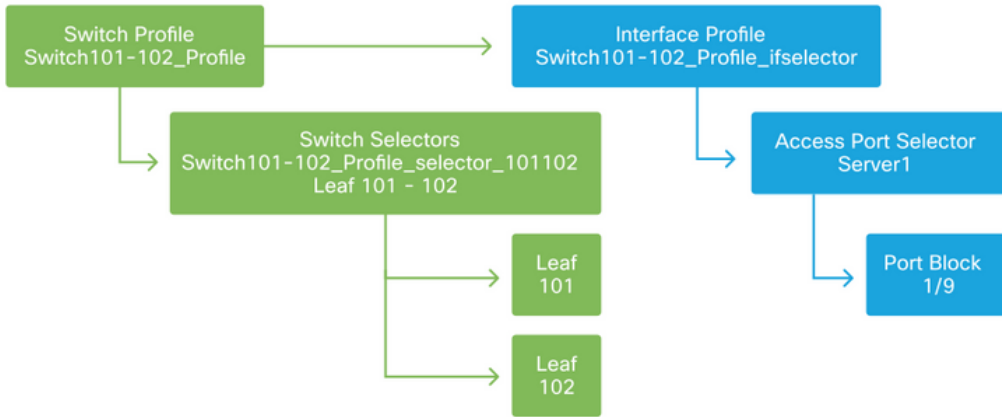 Switch Profile
Switch101-102_Profile
Interface Profile
Switch101-102_Profile_ifselector
Switch Selectors
Switch101-102_Profile_selector_101102
Leaf 101 - 102
Access Port Selector
Server1
Leaf
101
Port Block
1/9
Leaf
102